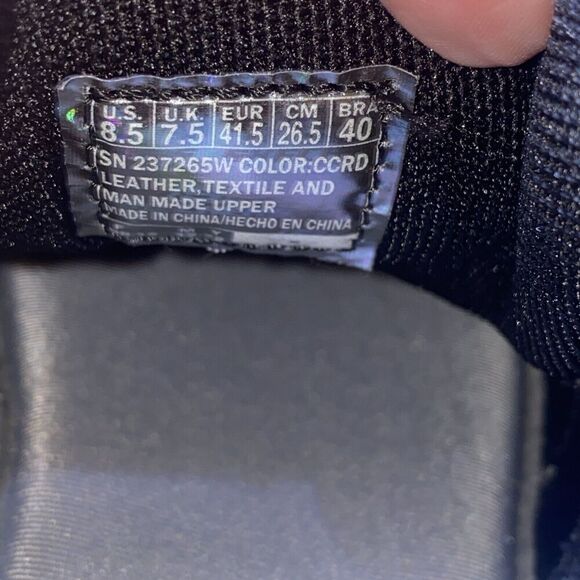 U.S. U.K. EUR CM BRA
8.5 7.5 41.5 26.5 40
SN 237265W COLOR:CCRD
LEATHER,TEXTILE AND
MAN MADE UPPER
MADE IN CHINA/HECHO EN CHINA